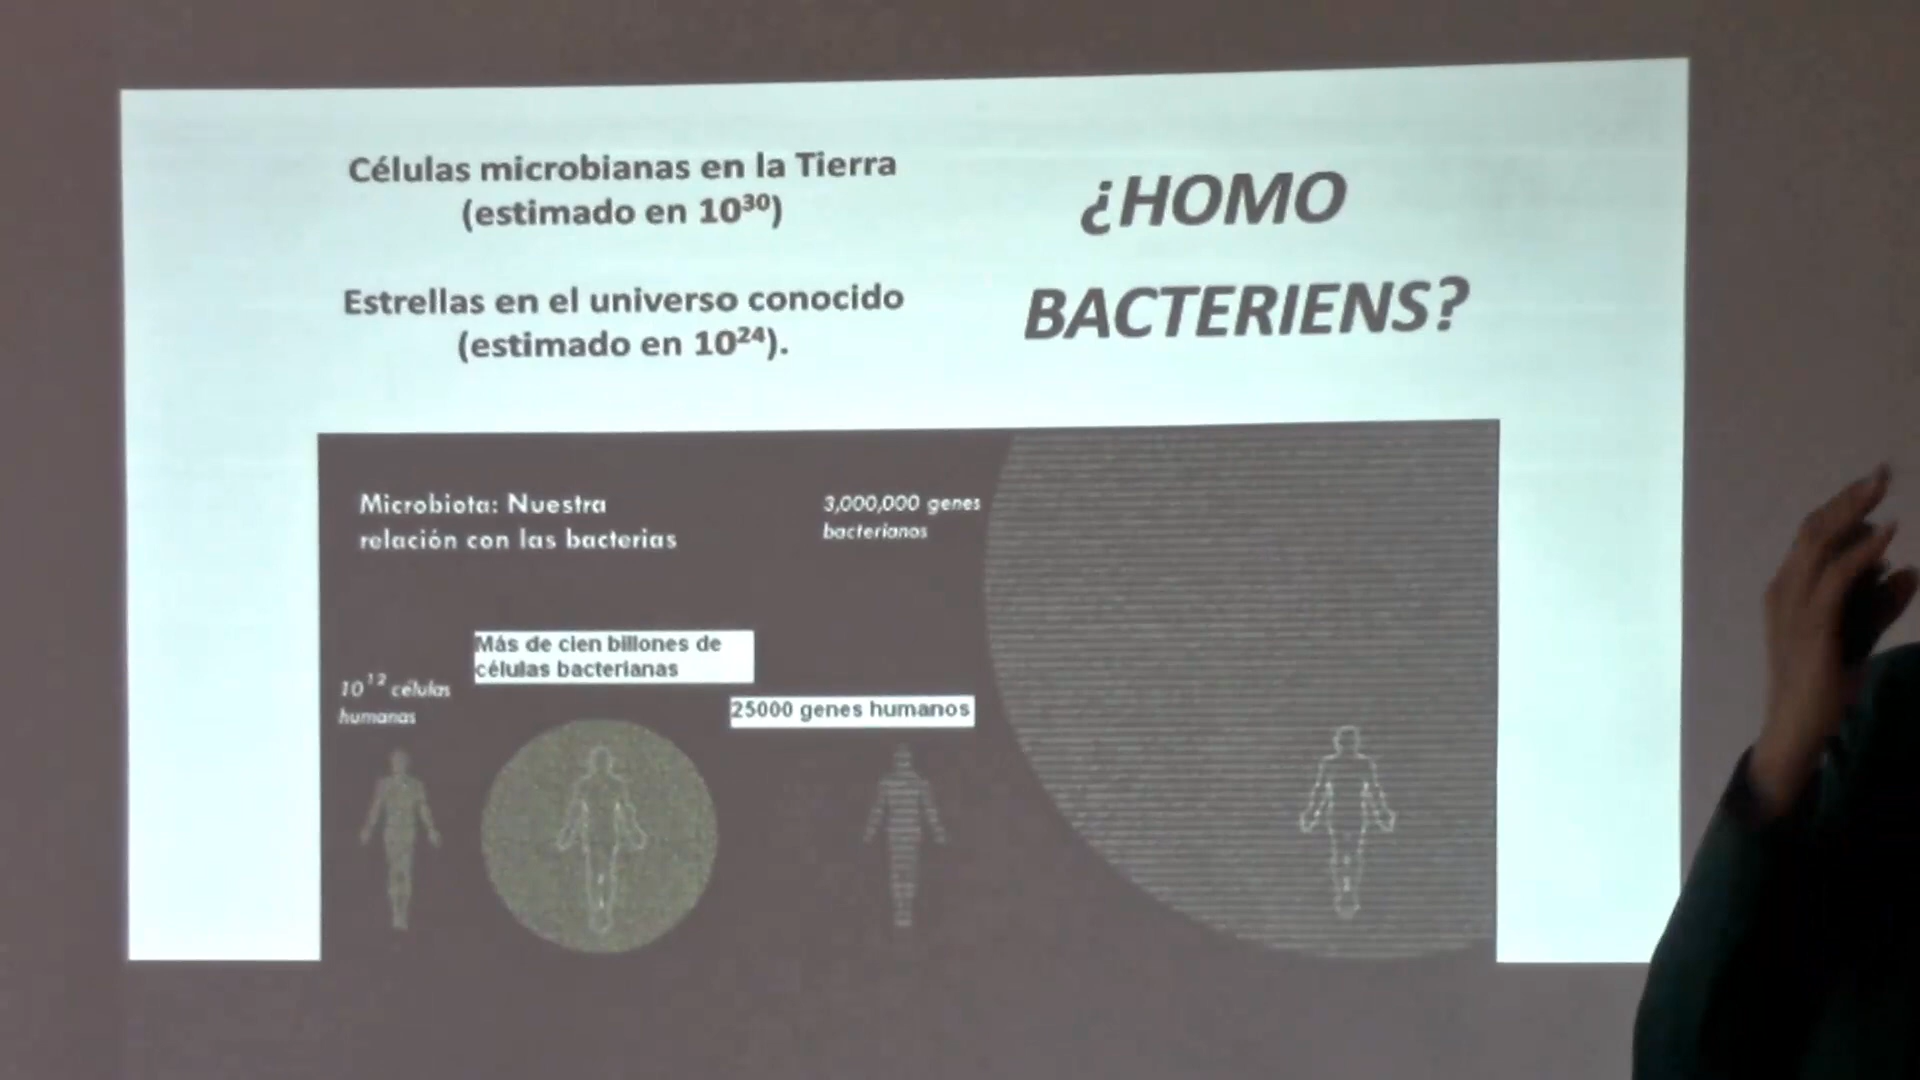 Células microbianas en la Tierra
(estimado en 10³⁰)
Estrellas en el universo conocido
(estimado en 10²⁴).
¿HOMO
BACTERIENS?
Microbiota: Nuestra
relación con las bacterias
3,000,000 genes
bacterianos
Más de cien billones de
células bacterianas
10¹² células
humanas
25000 genes humanos